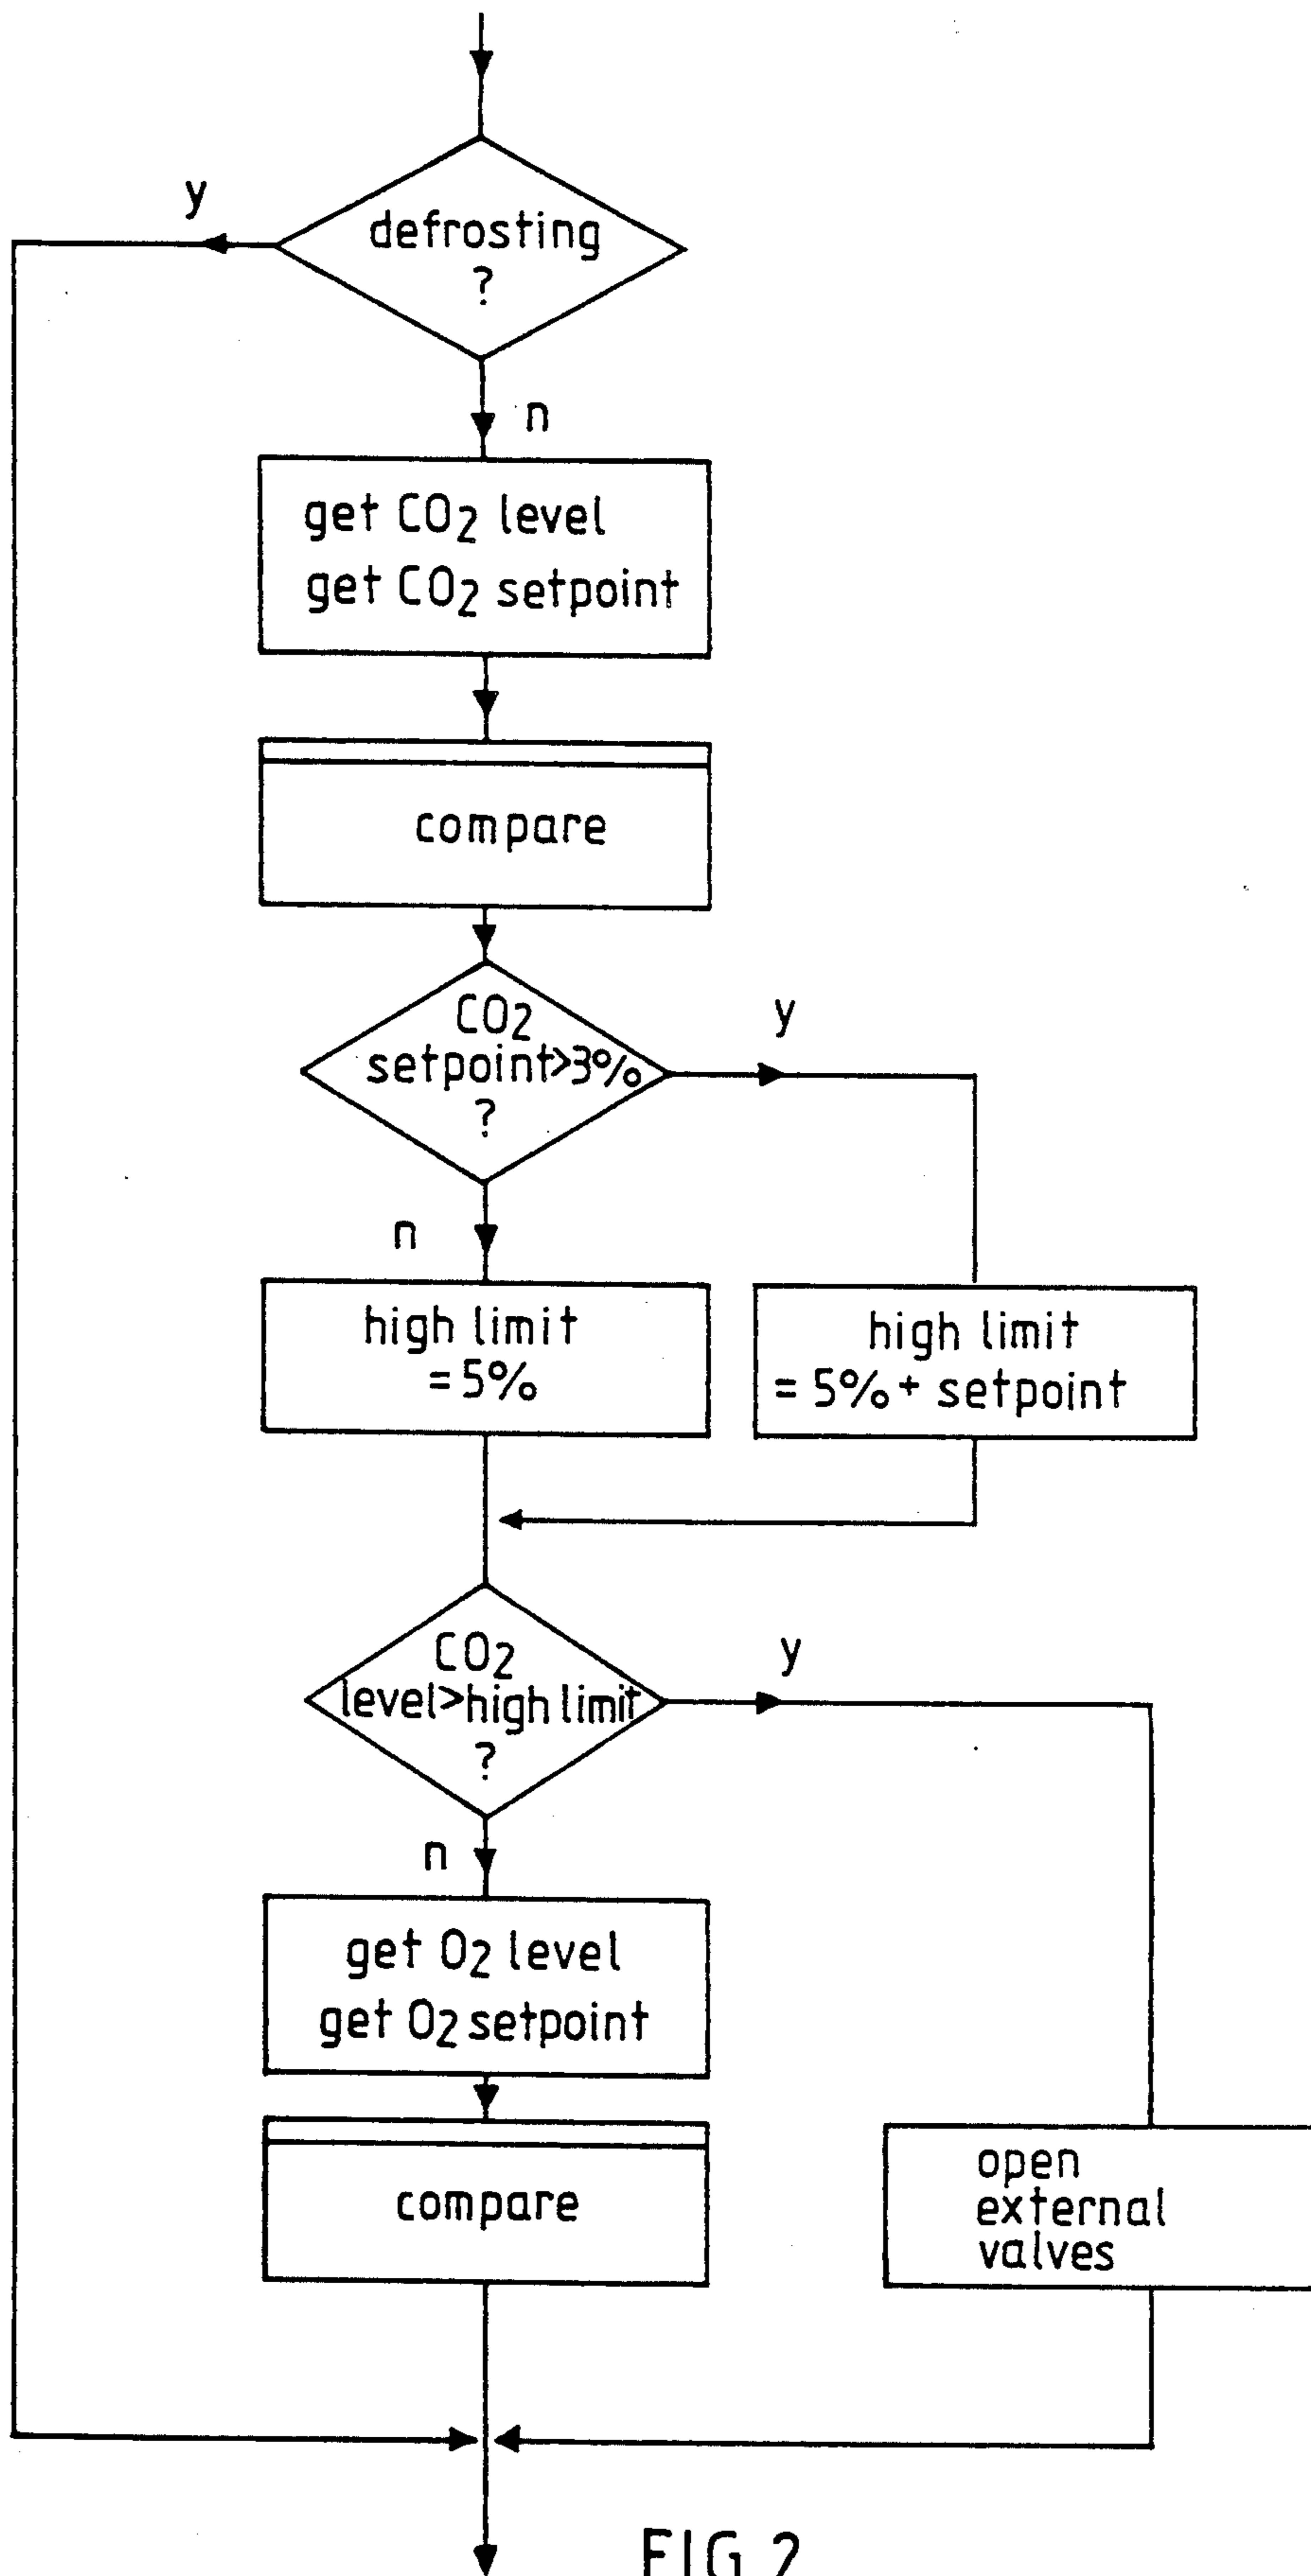 y
defrosting
?
n
get CO2 level
get CO2 setpoint
compare
CO2
setpoint>3%
?
y
n
high limit
= 5%
high limit
= 5% + setpoint
CO2
level>high limit
?
y
n
get O2 level
get O2 setpoint
compare
open
external
valves
FIG. 2